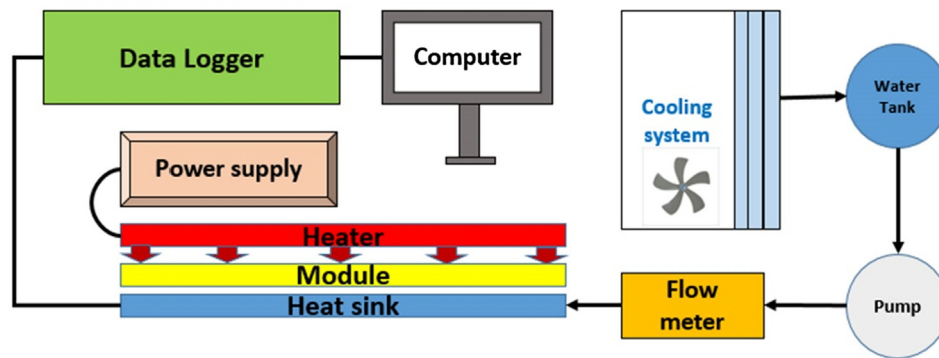 Data Logger
Computer
Cooling
system
Water
Tank
Power supply
Heater
Module
Heat sink
Flow
meter
Pump